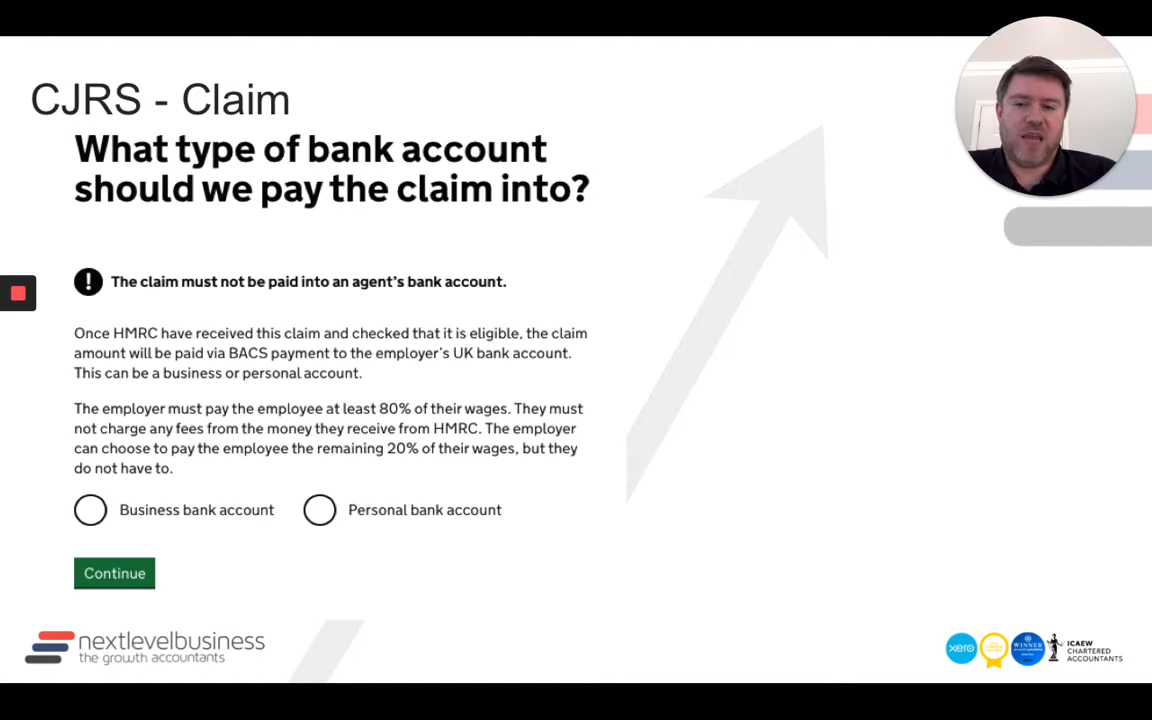 CJRS - Claim
What type of bank account
should we pay the claim into?
! The claim must not be paid into an agent's bank account.
Once HMRC have received this claim and checked that it is eligible, the claim
amount will be paid via BACS payment to the employer's UK bank account.
This can be a business or personal account.
The employer must pay the employee at least 80% of their wages. They must
not charge any fees from the money they receive from HMRC. The employer
can choose to pay the employee the remaining 20% of their wages, but they
do not have to.
Business bank account Personal bank account
Continue
nextlevelbusiness
the growth accountants
xero
WINNER
ICAEW
CHARTERED
ACCOUNTANTS